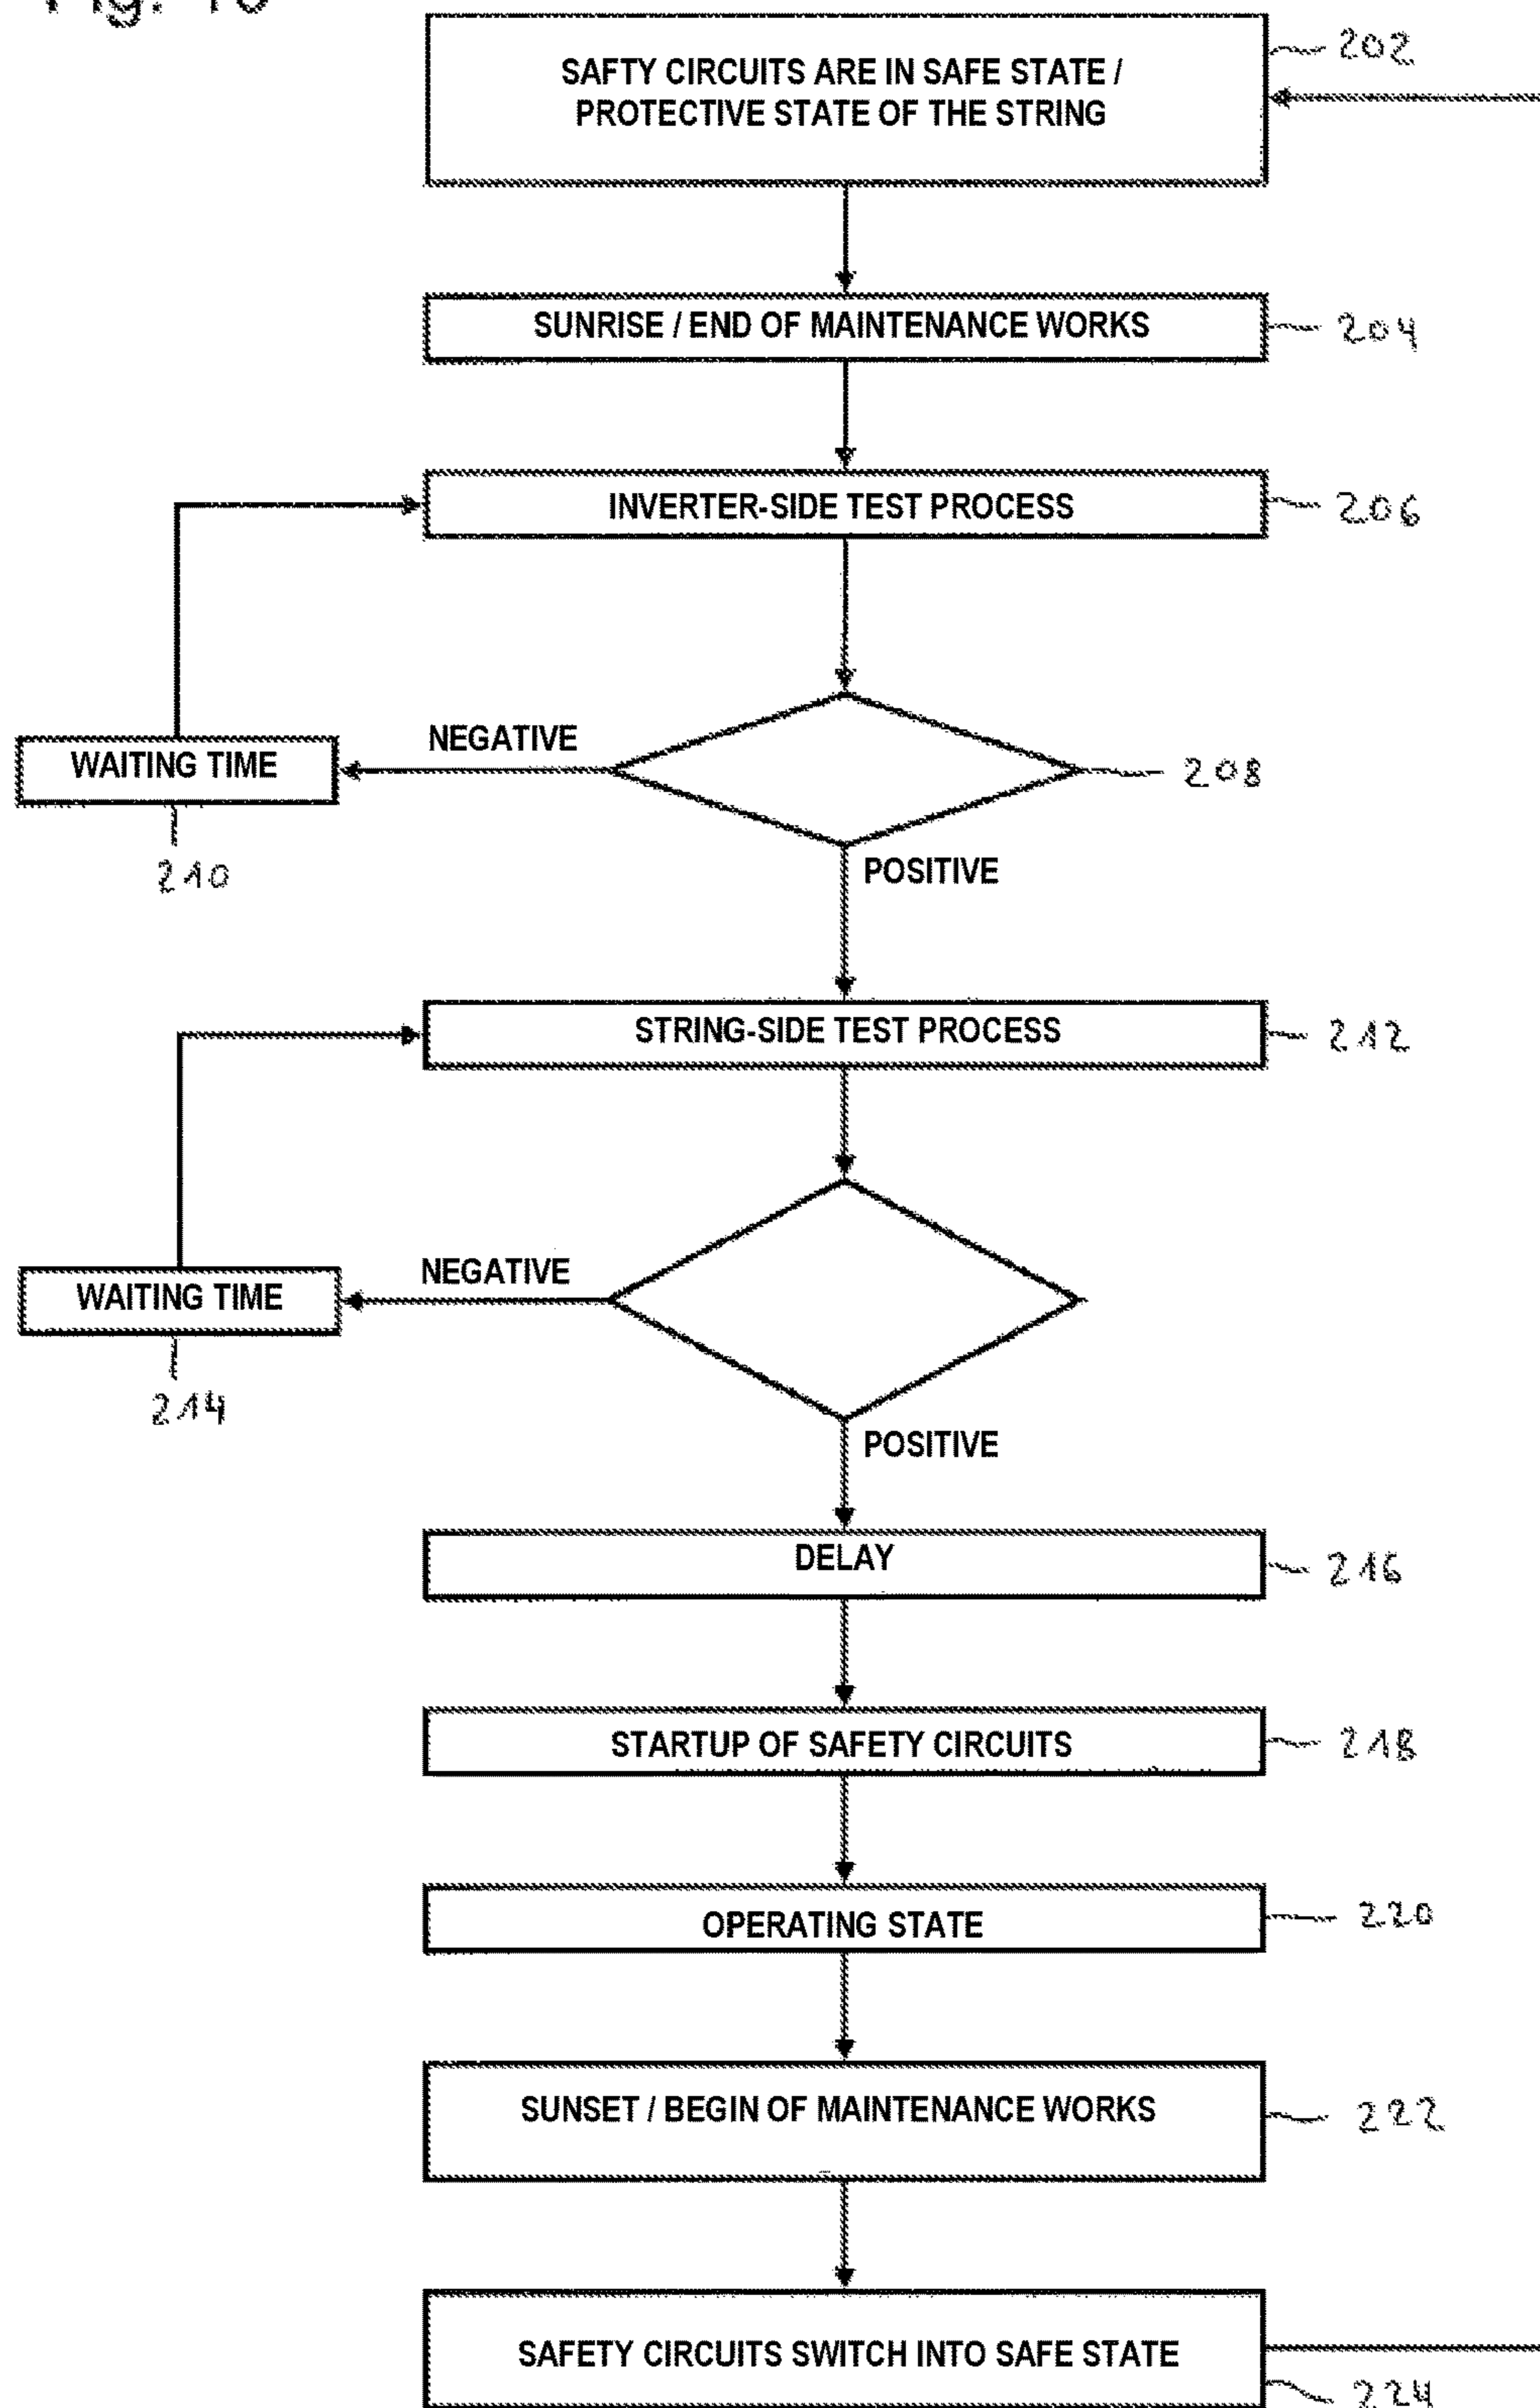 SAFTY CIRCUITS ARE IN SAFE STATE /
PROTECTIVE STATE OF THE STRING
202
SUNRISE / END OF MAINTENANCE WORKS
204
INVERTER-SIDE TEST PROCESS
206
NEGATIVE
WAITING TIME
208
210
POSITIVE
STRING-SIDE TEST PROCESS
212
NEGATIVE
WAITING TIME
214
POSITIVE
DELAY
216
STARTUP OF SAFETY CIRCUITS
218
OPERATING STATE
220
SUNSET / BEGIN OF MAINTENANCE WORKS
222
SAFETY CIRCUITS SWITCH INTO SAFE STATE
224